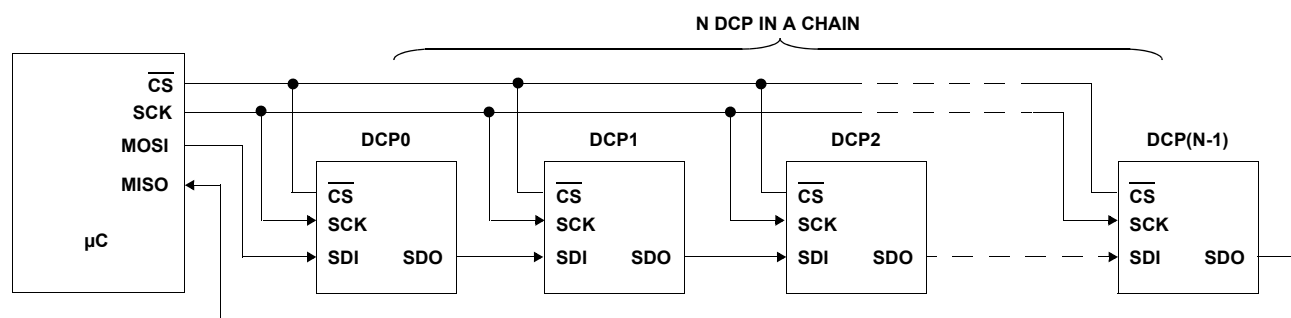 N DCP IN A CHAIN
CS
SCK
MOSI
MISO
µC
DCP0
CS
SCK
SDI SDO
DCP1
CS
SCK
SDI SDO
DCP2
CS
SCK
SDI SDO
DCP(N-1)
CS
SCK
SDI SDO